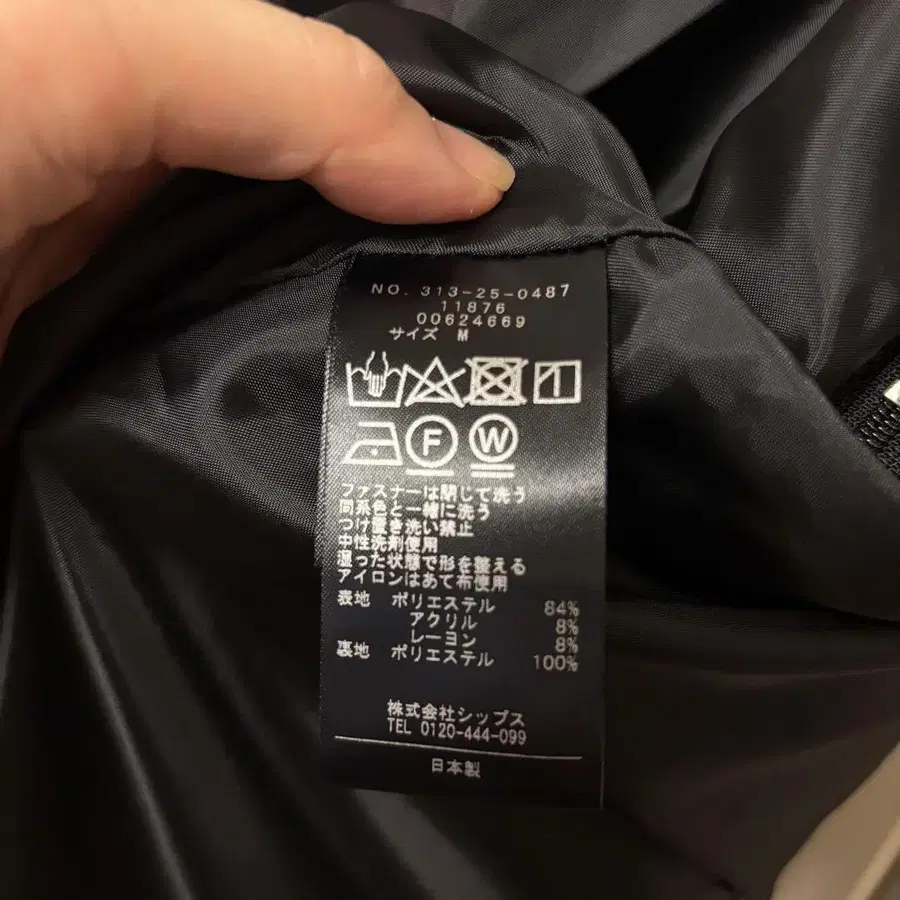 NO. 313-25-0487
11876
00624669
サイズ M
F W
ファスナーは閉じて洗う
同系色と一緒に洗う
つけ置き洗い禁止
中性洗剤使用
湿った状態で形を整える
アイロンはあて布使用
表地 ポリエステル 84%
アクリル 8%
レーヨン 8%
裏地 ポリエステル 100%
株式会社シップス
TEL 0120-444-099
日本製